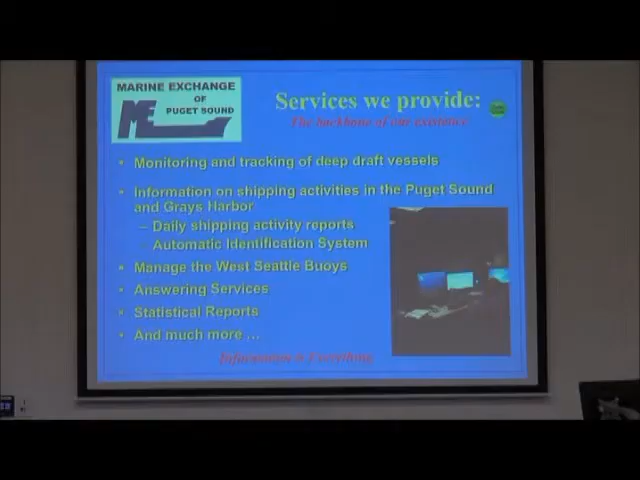 MARINE EXCHANGE
OF
PUGET SOUND
ME
Services we provide:
The backbone of our existence
• Monitoring and tracking of deep draft vessels
• Information on shipping activities in the Puget Sound
and Grays Harbor
– Daily shipping activity reports
– Automatic Identification System
• Manage the West Seattle Buoys
• Answering Services
• Statistical Reports
• And much more ...
Information is Everything